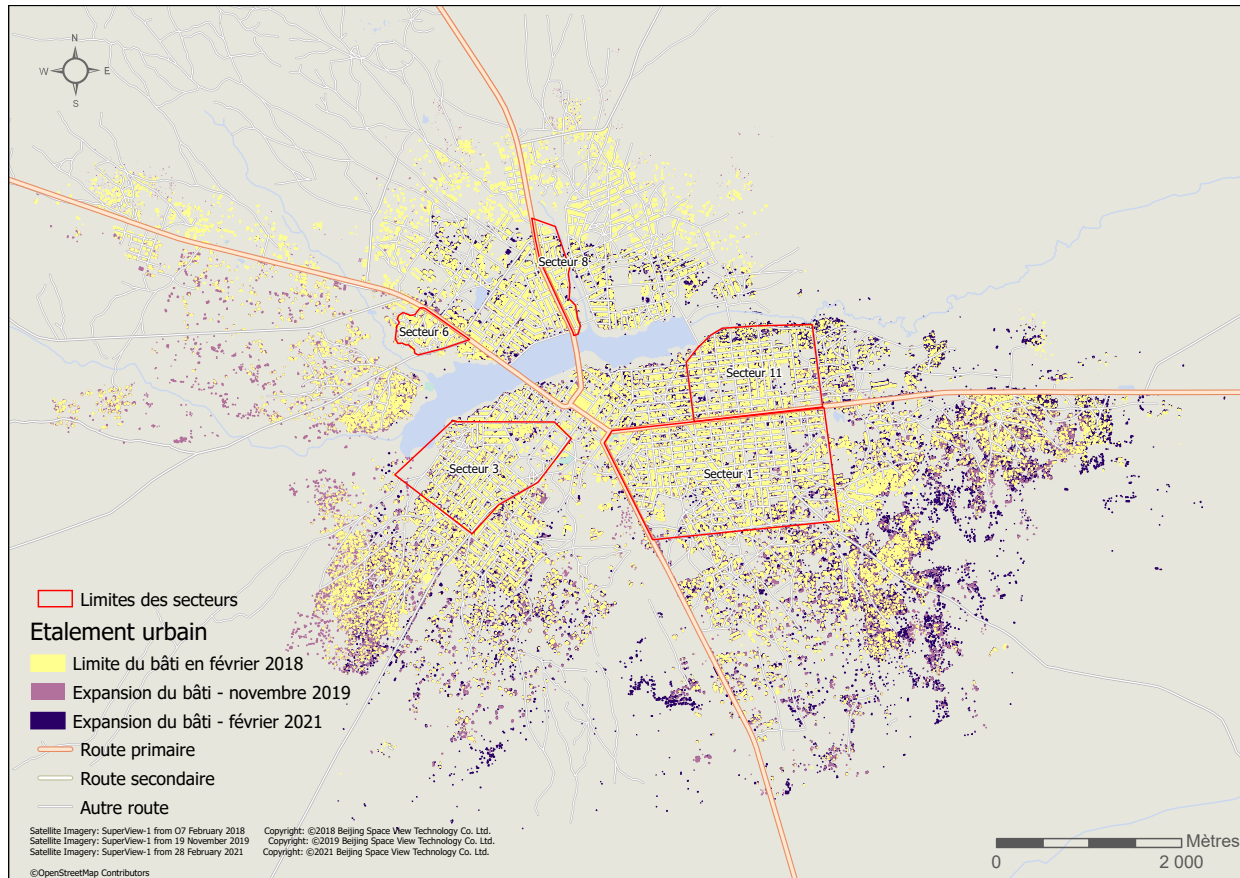 N
W E
S
Secteur 8
Secteur 6
Secteur 11
Secteur 3
Secteur 1
Limites des secteurs
Etalement urbain
Limite du bâti en février 2018
Expansion du bâti - novembre 2019
Expansion du bâti - février 2021
Route primaire
Route secondaire
Autre route
Satellite Imagery: SuperView-1 from O7 February 2018 Copyright: ©2018 Beijing Space View Technology Co. Ltd.
Satellite Imagery: SuperView-1 from 19 November 2019 Copyright: ©2019 Beijing Space View Technology Co. Ltd.
Satellite Imagery: SuperView-1 from 28 February 2021 Copyright: ©2021 Beijing Space View Technology Co. Ltd.
©OpenStreetMap Contributors
Mètres
0 2 000